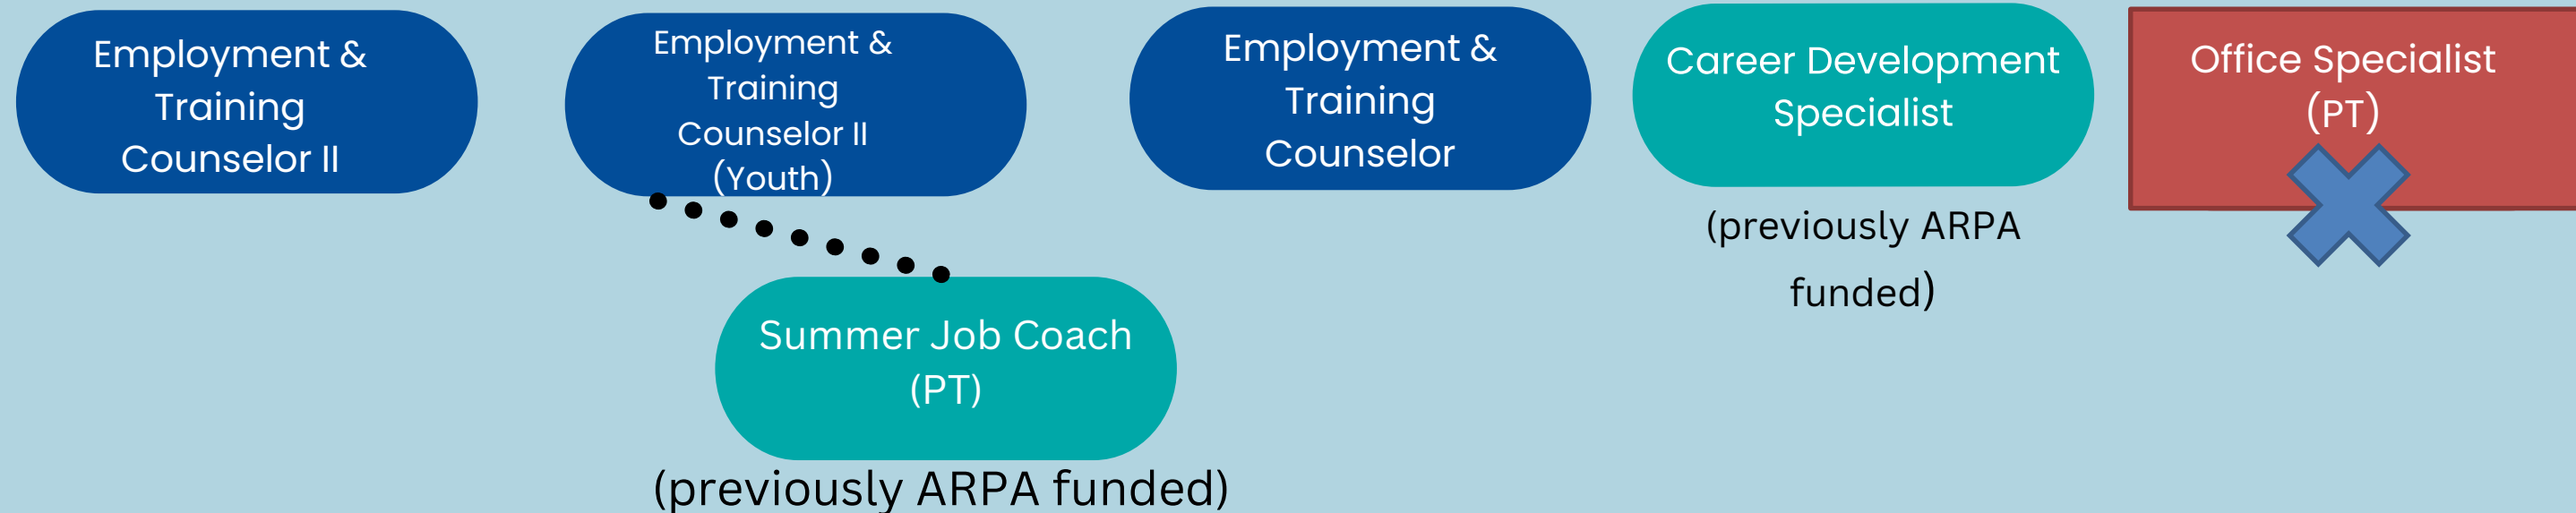 Employment &
Training
Counselor II
Employment &
Training
Counselor II
(Youth)
Employment &
Training
Counselor
Career Development
Specialist
(previously ARPA
funded)
Office Specialist
(PT)
Summer Job Coach
(PT)
(previously ARPA funded)